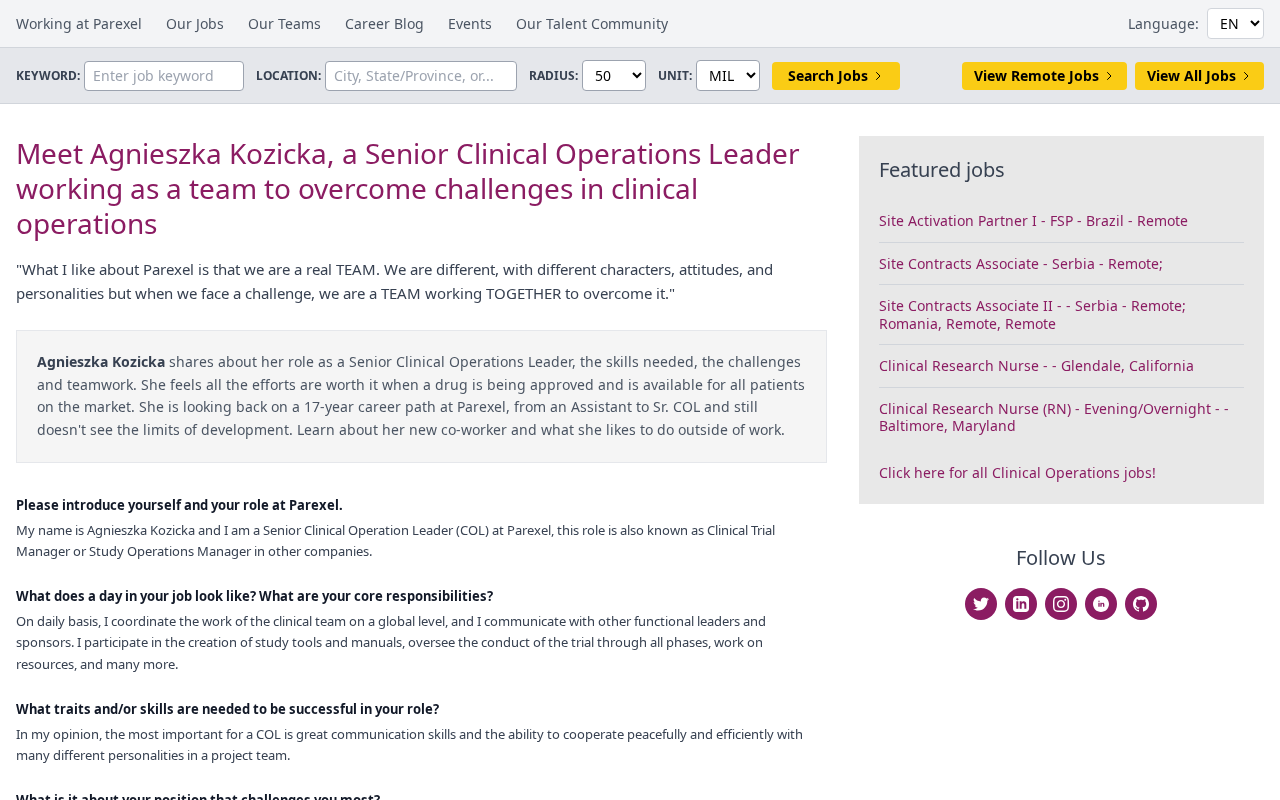 Working at Parexel Our Jobs Our Teams Career Blog Events Our Talent Community Language: EN
KEYWORD: Enter job keyword LOCATION: City, State/Province, or... RADIUS: 50 UNIT: MIL Search Jobs View Remote Jobs View All Jobs
Meet Agnieszka Kozicka, a Senior Clinical Operations Leader
working as a team to overcome challenges in clinical
operations
"What I like about Parexel is that we are a real TEAM. We are different, with different characters, attitudes, and
personalities but when we face a challenge, we are a TEAM working TOGETHER to overcome it."
Agnieszka Kozicka shares about her role as a Senior Clinical Operations Leader, the skills needed, the challenges
and teamwork. She feels all the efforts are worth it when a drug is being approved and is available for all patients
on the market. She is looking back on a 17-year career path at Parexel, from an Assistant to Sr. COL and still
doesn't see the limits of development. Learn about her new co-worker and what she likes to do outside of work.
Please introduce yourself and your role at Parexel.
My name is Agnieszka Kozicka and I am a Senior Clinical Operation Leader (COL) at Parexel, this role is also known as Clinical Trial
Manager or Study Operations Manager in other companies.
What does a day in your job look like? What are your core responsibilities?
On daily basis, I coordinate the work of the clinical team on a global level, and I communicate with other functional leaders and
sponsors. I participate in the creation of study tools and manuals, oversee the conduct of the trial through all phases, work on
resources, and many more.
What traits and/or skills are needed to be successful in your role?
In my opinion, the most important for a COL is great communication skills and the ability to cooperate peacefully and efficiently with
many different personalities in a project team.
What is it about your position that challenges you most?
Featured jobs
Site Activation Partner I - FSP - Brazil - Remote
Site Contracts Associate - Serbia - Remote;
Site Contracts Associate II - - Serbia - Remote;
Romania, Remote, Remote
Clinical Research Nurse - - Glendale, California
Clinical Research Nurse (RN) - Evening/Overnight - -
Baltimore, Maryland
Click here for all Clinical Operations jobs!
Follow Us